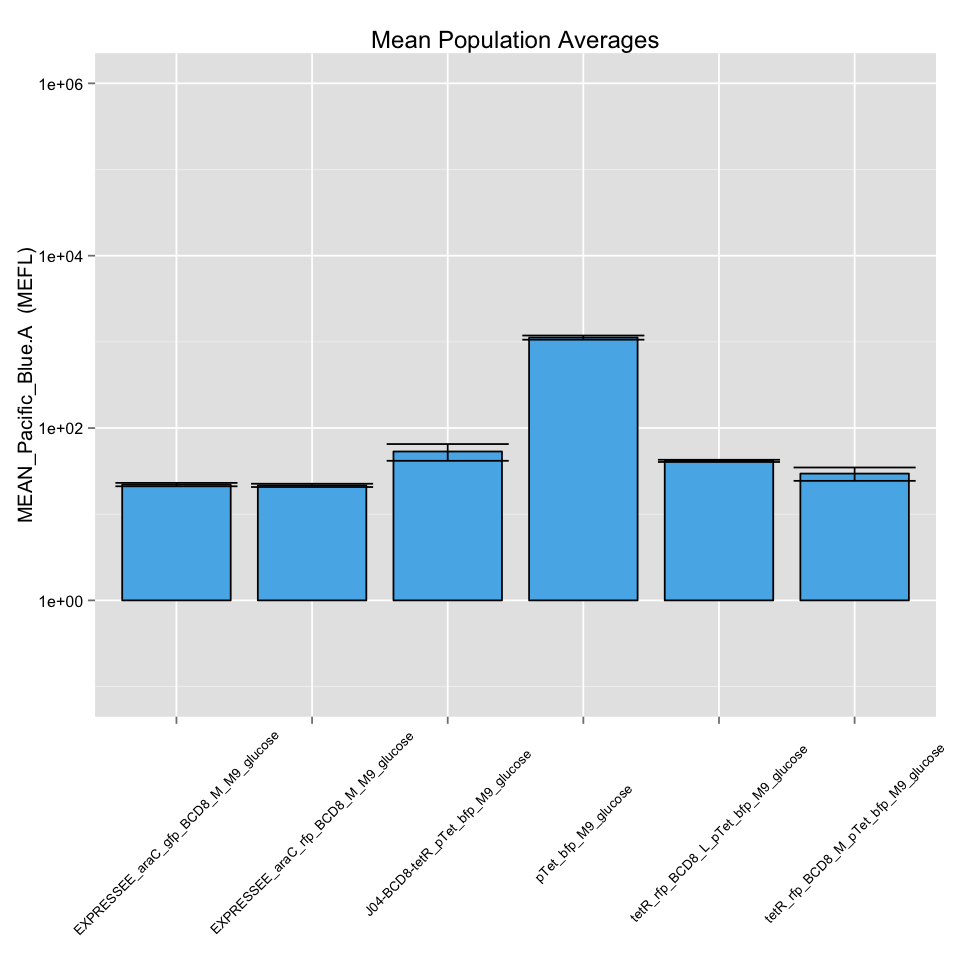 Mean Population Averages
MEAN_Pacific_Blue.A  (MEFL)
1e+06
1e+04
1e+02
1e+00
EXPRESSEE_araC_gfp_BCD8_M_M9_glucose
EXPRESSEE_araC_rfp_BCD8_M_M9_glucose
J04-BCD8-tetR_pTet_bfp_M9_glucose
pTet_bfp_M9_glucose
tetR_rfp_BCD8_L_pTet_bfp_M9_glucose
tetR_rfp_BCD8_M_pTet_bfp_M9_glucose